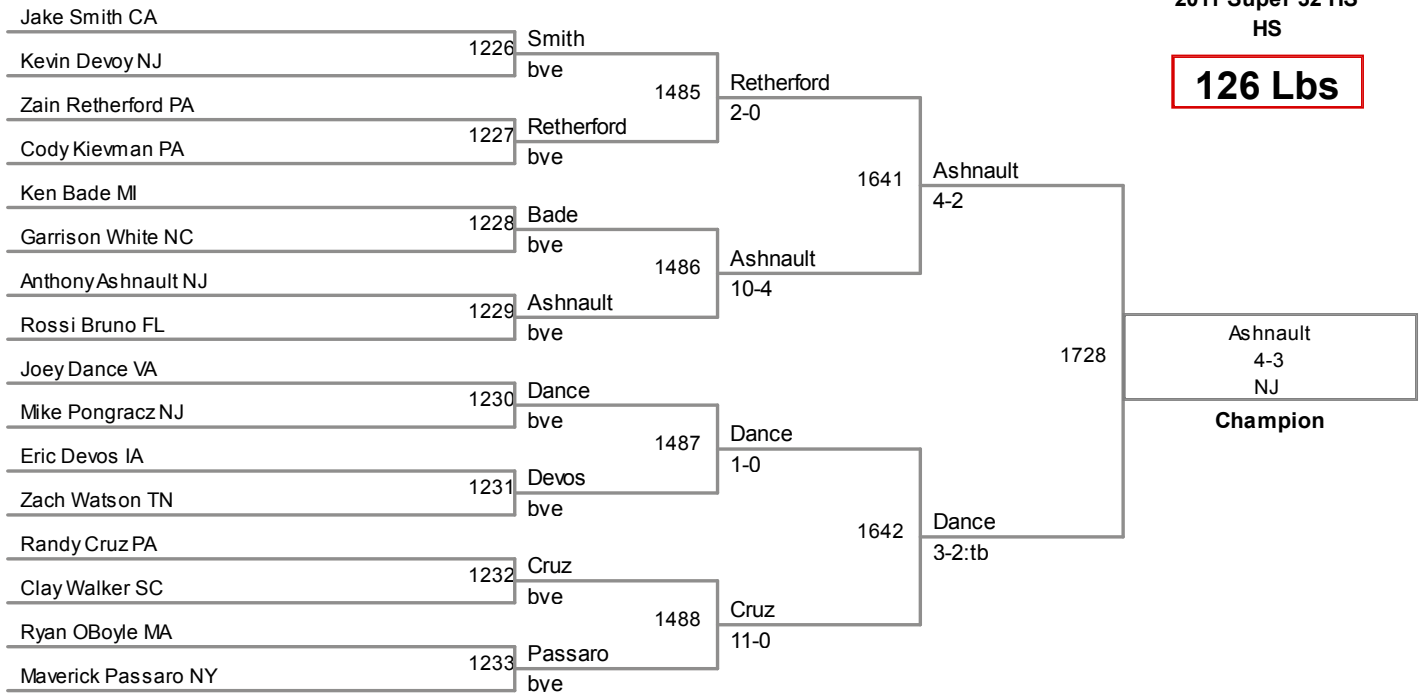 Jake Smith CA
Kevin Devoy NJ
Zain Retherford PA
Cody Kievman PA
Ken Bade MI
Garrison White NC
Anthony Ashnault NJ
Rossi Bruno FL
Joey Dance VA
Mike Pongracz NJ
Eric Devos IA
Zach Watson TN
Randy Cruz PA
Clay Walker SC
Ryan OBoyle MA
Maverick Passaro NY
1226
Smith
bye
1227
Retherford
bye
1228
Bade
bye
1229
Ashnault
bye
1230
Dance
bye
1231
Devos
bye
1232
Cruz
bye
1233
Passaro
bye
1485
Retherford
2-0
1486
Ashnault
10-4
1487
Dance
1-0
1488
Cruz
11-0
1641
Ashnault
4-2
1642
Dance
3-2:tb
1728
Ashnault
4-3
NJ
Champion
2011 Super 32 HS
HS
126 Lbs